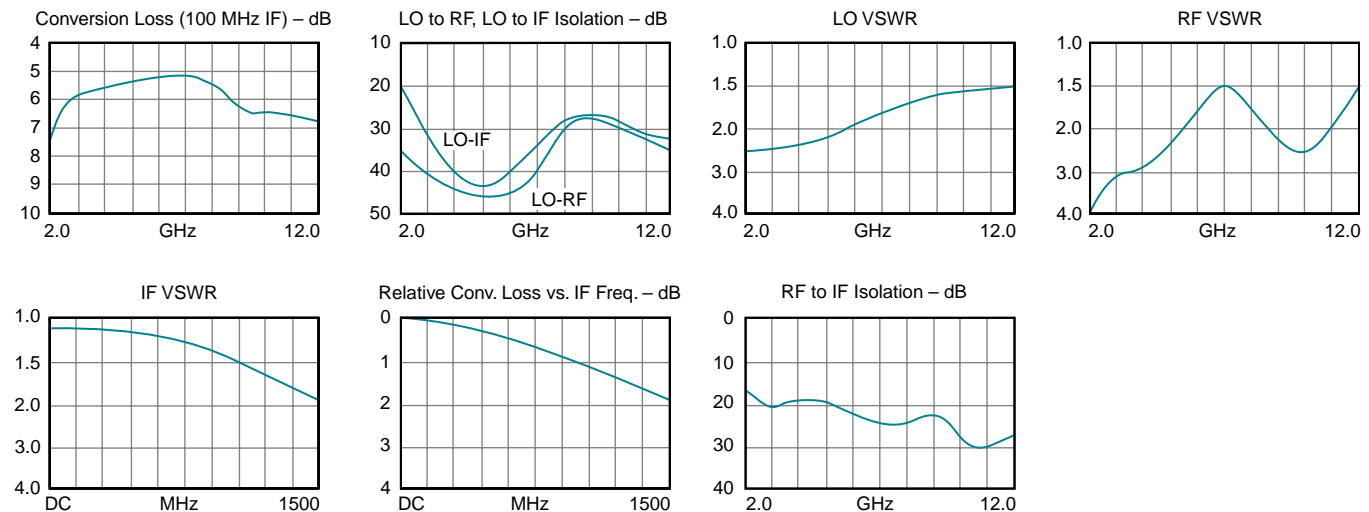 Conversion Loss (100 MHz IF) – dB
4
5
6
7
8
9
10
2.0 GHz 12.0
LO to RF, LO to IF Isolation – dB
10
20
30
40
50
LO-IF
LO-RF
2.0 GHz 12.0
LO VSWR
1.0
1.5
2.0
3.0
4.0
2.0 GHz 12.0
RF VSWR
1.0
1.5
2.0
3.0
4.0
2.0 GHz 12.0
IF VSWR
1.0
1.5
2.0
3.0
4.0
DC MHz 1500
Relative Conv. Loss vs. IF Freq. – dB
0
1
2
3
4
DC MHz 1500
RF to IF Isolation – dB
0
10
20
30
40
2.0 GHz 12.0